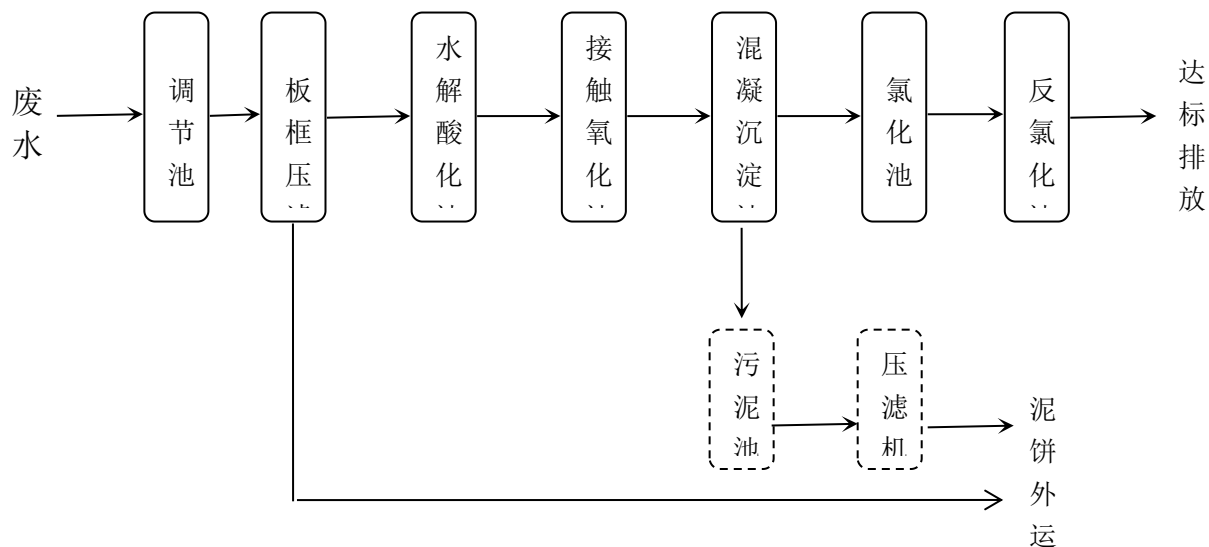 废水
调节池
板框压
水解酸化
接触氧化
混凝沉淀
氯化池
反氯化
达标排放
污泥池
压滤机
泥饼外运